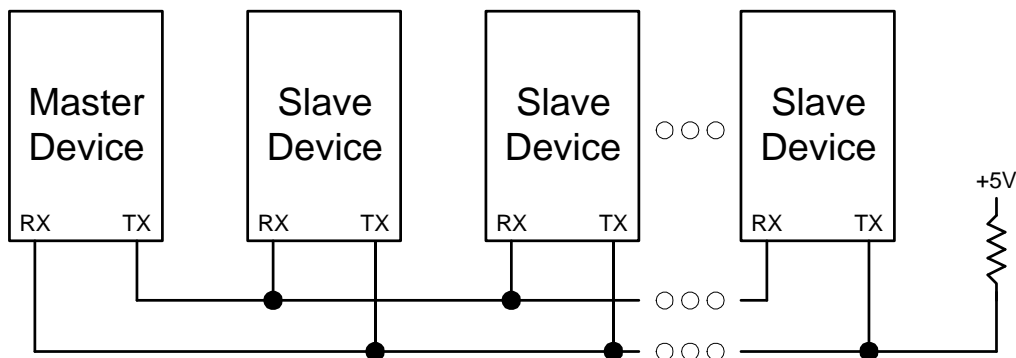 Master
Device
Slave
Device
Slave
Device
Slave
Device
+5V
RX TX
RX TX
RX TX
RX TX